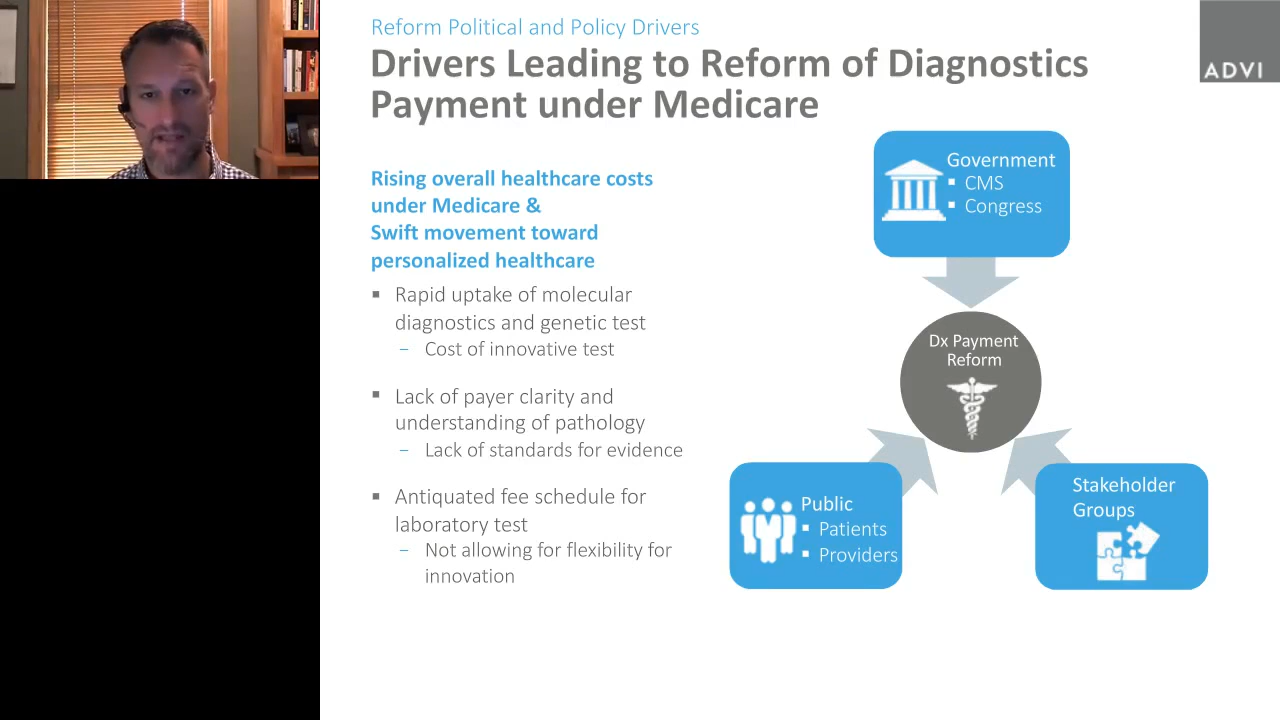 Reform Political and Policy Drivers
Drivers Leading to Reform of Diagnostics
Payment under Medicare
ADVI
Rising overall healthcare costs
under Medicare &
Swift movement toward
personalized healthcare
▪ Rapid uptake of molecular
diagnostics and genetic test
– Cost of innovative test
▪ Lack of payer clarity and
understanding of pathology
– Lack of standards for evidence
▪ Antiquated fee schedule for
laboratory test
– Not allowing for flexibility for
innovation
Government
▪ CMS
▪ Congress
Dx Payment
Reform
Public
▪ Patients
▪ Providers
Stakeholder
Groups